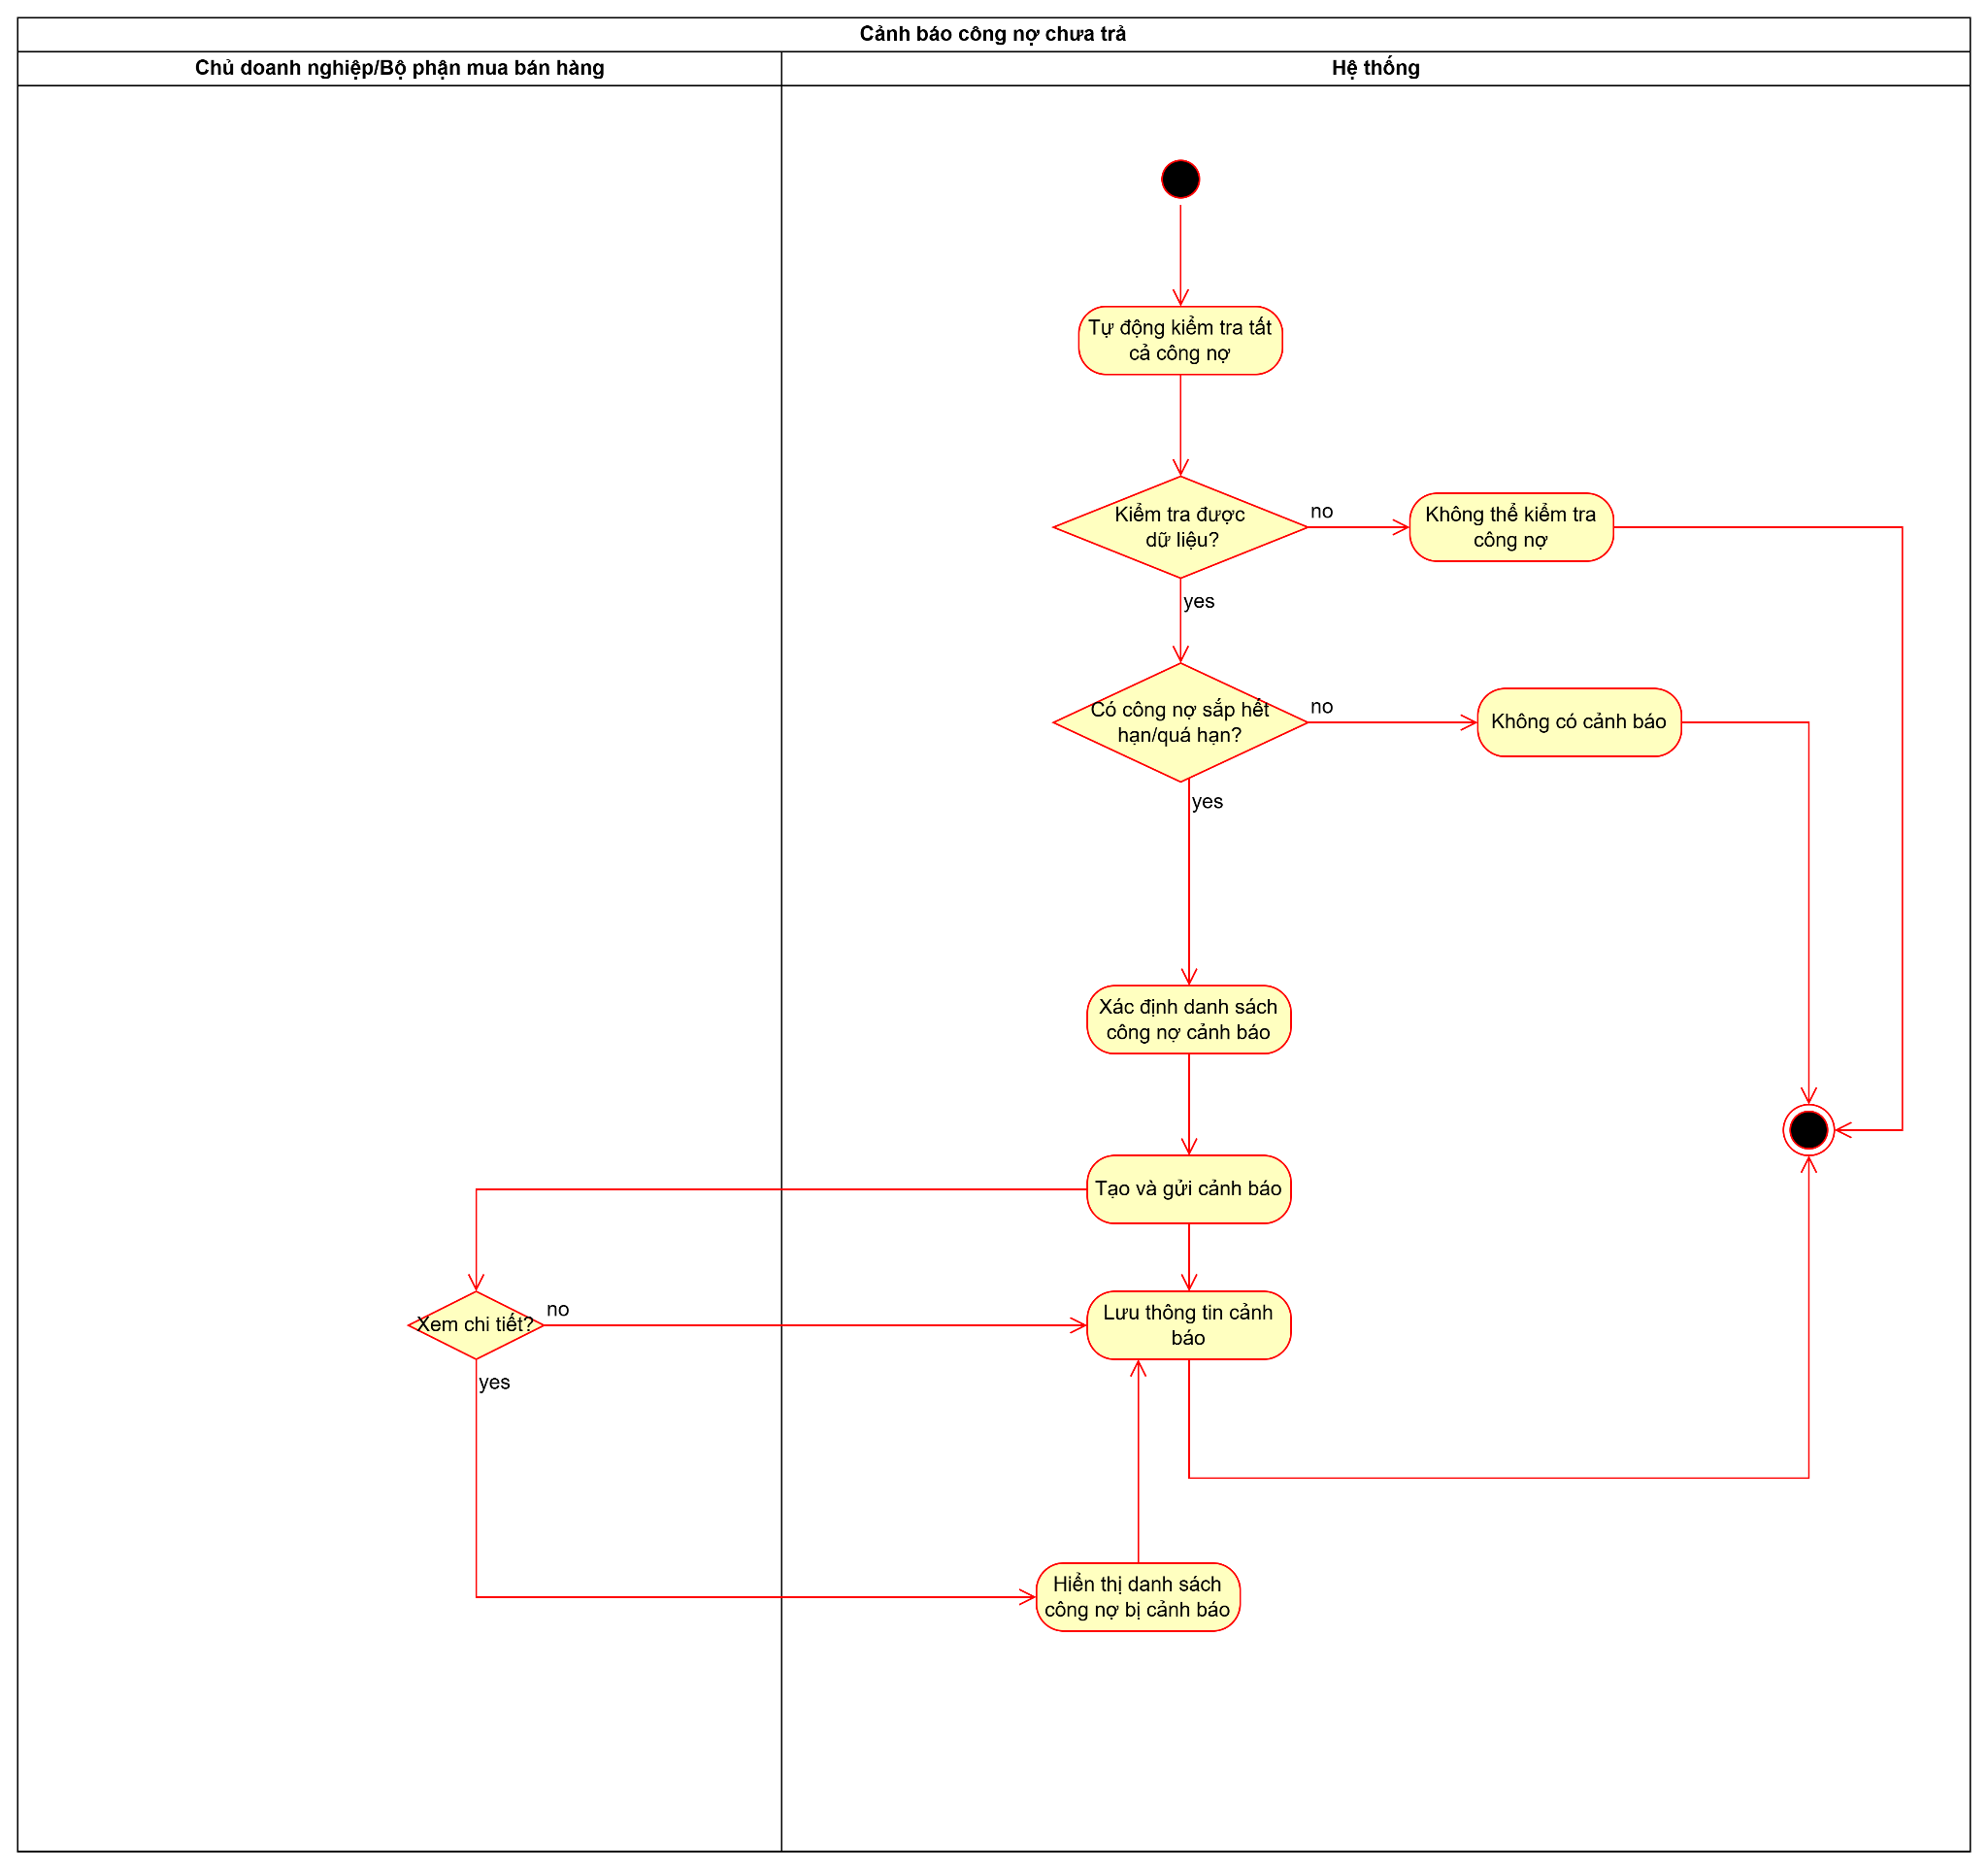 Cảnh báo công nợ chưa trả
Chủ doanh nghiệp/Bộ phận mua bán hàng
Hệ thống
Tự động kiểm tra tất
cả công nợ
Kiểm tra được
dữ liệu?
no
Không thể kiểm tra
công nợ
yes
Có công nợ sắp hết
hạn/quá hạn?
no
Không có cảnh báo
yes
Xác định danh sách
công nợ cảnh báo
Tạo và gửi cảnh báo
Xem chi tiết?
no
Lưu thông tin cảnh
báo
yes
Hiển thị danh sách
công nợ bị cảnh báo